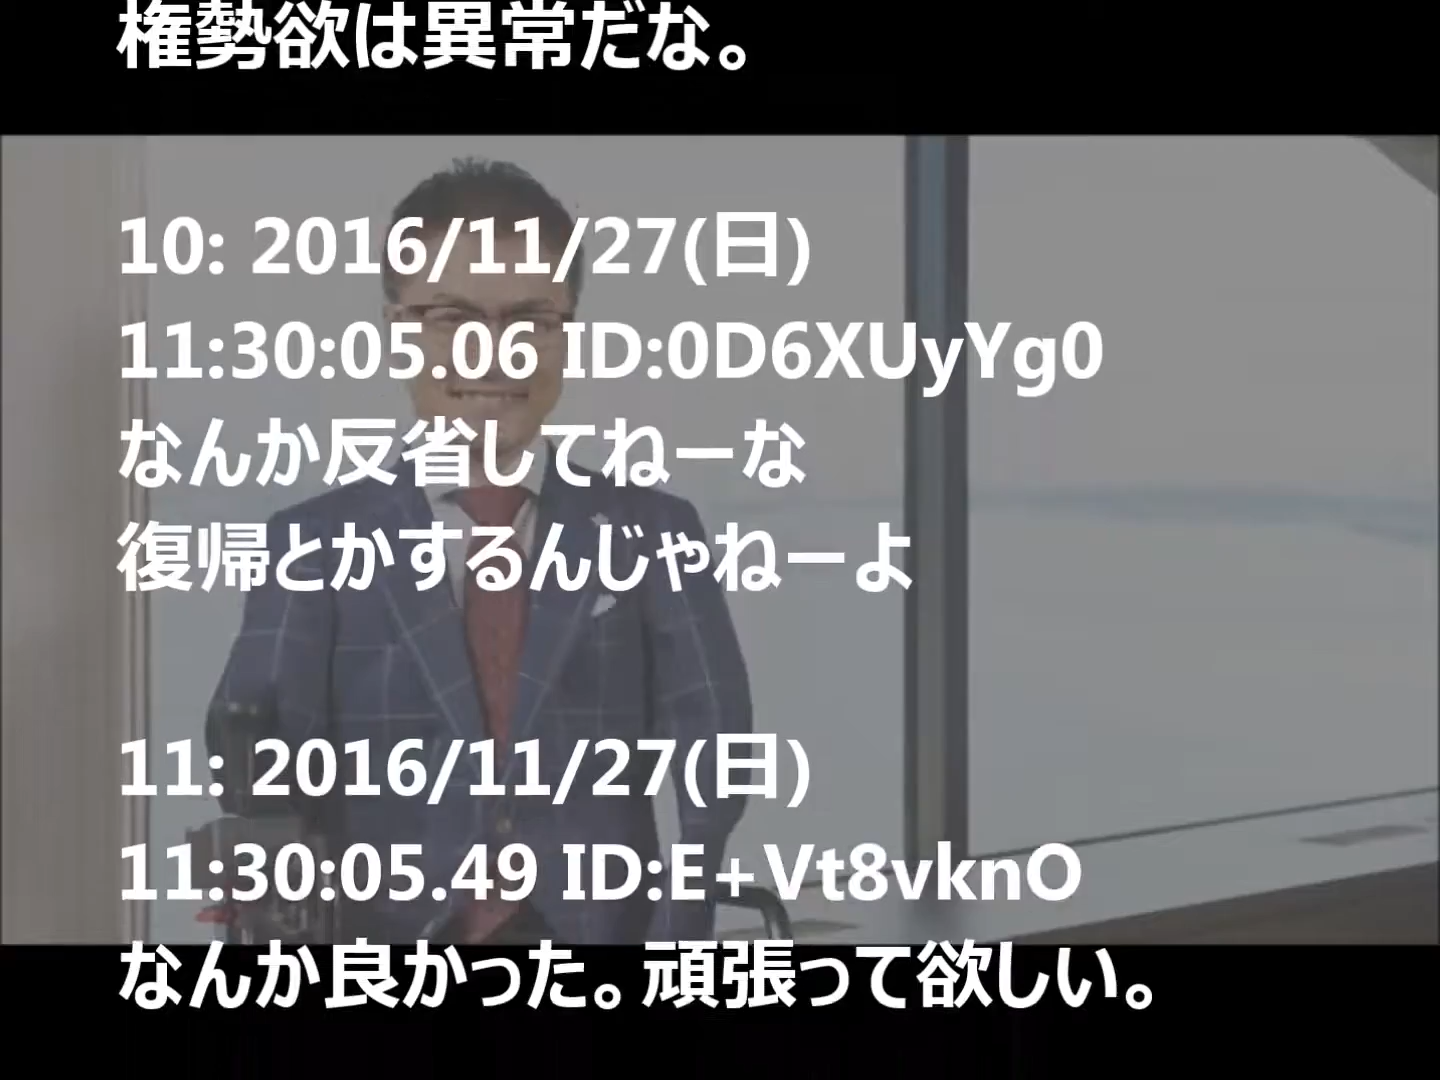 権勢欲は異常だな。
10: 2016/11/27(日)
11:30:05.06 ID:0D6XUyYg0
なんか反省してねーな
復帰とかするんじゃねーよ
11: 2016/11/27(日)
11:30:05.49 ID:E+Vt8vknO
なんか良かった。頑張って欲しい。